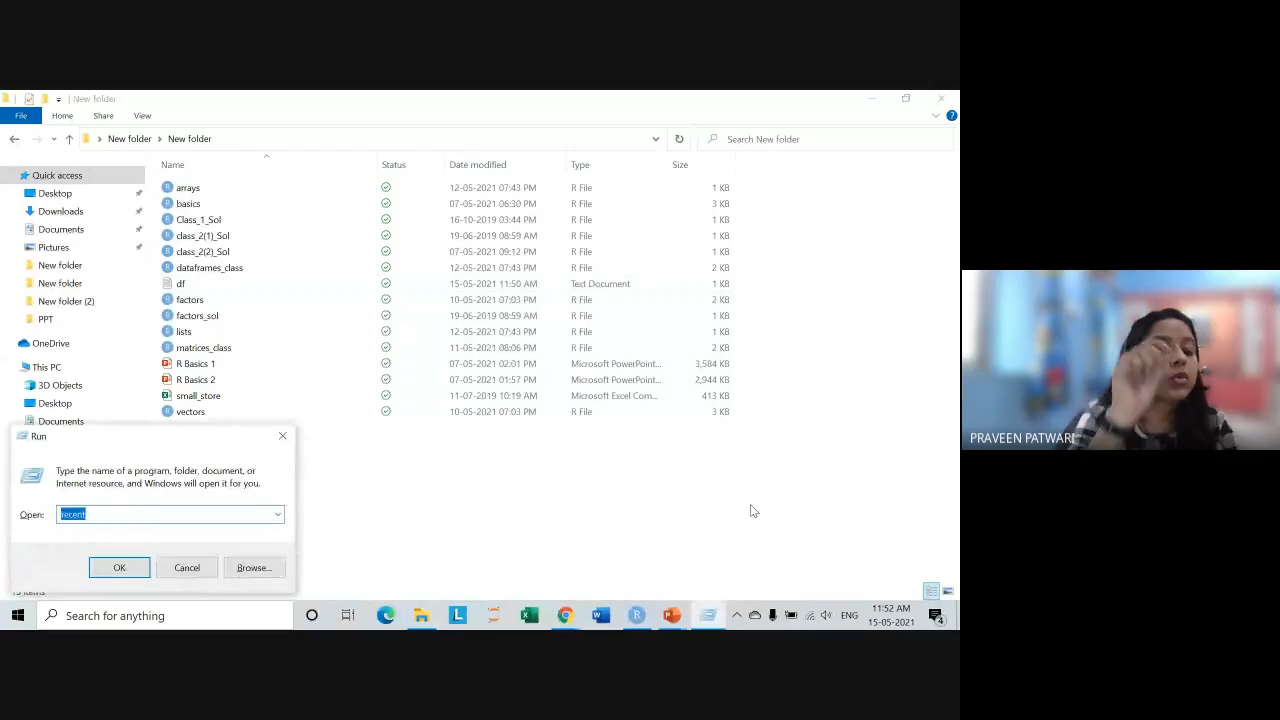 New folder
File Home Share View
New folder > New folder
Search New folder
Name Status Date modified Type Size
Quick access
Desktop
Downloads
Documents
Pictures
New folder
New folder
New folder (2)
PPT
OneDrive
This PC
3D Objects
Desktop
Documents
arrays 12-05-2021 07:43 PM R File 1 KB
basics 07-05-2021 06:30 PM R File 3 KB
Class_1_Sol 16-10-2019 03:44 PM R File 1 KB
class_2(1)_Sol 19-06-2019 08:59 AM R File 1 KB
class_2(2)_Sol 07-05-2021 09:12 PM R File 1 KB
dataframes_class 12-05-2021 07:43 PM R File 2 KB
df 15-05-2021 11:50 AM Text Document 1 KB
factors 10-05-2021 07:03 PM R File 2 KB
factors_sol 19-06-2019 08:59 AM R File 1 KB
lists 12-05-2021 07:43 PM R File 1 KB
matrices_class 11-05-2021 08:06 PM R File 2 KB
R Basics 1 07-05-2021 02:01 PM Microsoft PowerPoint... 3,584 KB
R Basics 2 07-05-2021 01:57 PM Microsoft PowerPoint... 2,944 KB
small_store 11-07-2019 10:19 AM Microsoft Excel Com... 413 KB
vectors 10-05-2021 07:03 PM R File 3 KB
Run
Type the name of a program, folder, document, or
Internet resource, and Windows will open it for you.
Open: recent
OK Cancel Browse...
Search for anything
ENG
11:52 AM
15-05-2021
4
PRAVEEN PATWARI